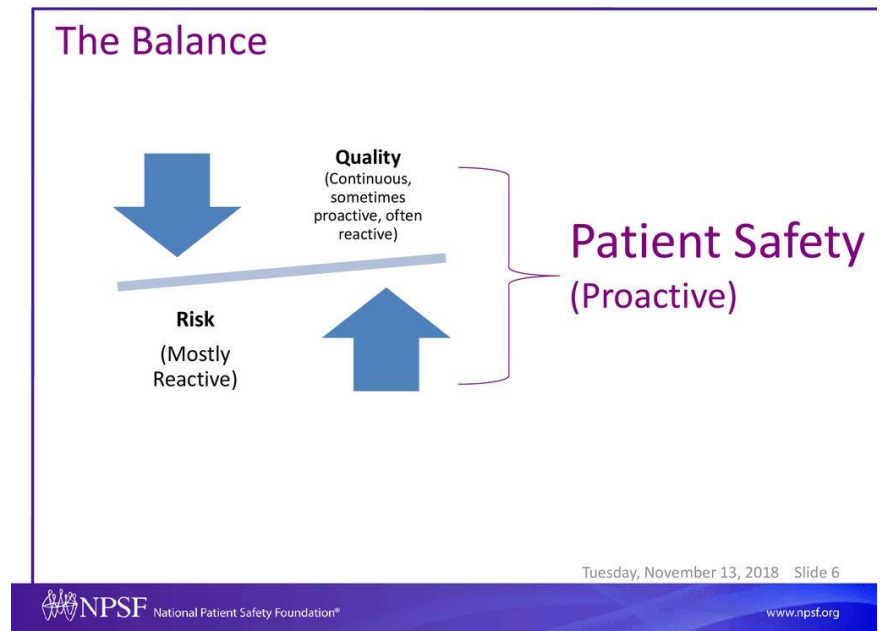 The Balance
Quality
(Continuous,
sometimes
proactive, often
reactive)
Risk
(Mostly
Reactive)
Patient Safety
(Proactive)
Tuesday, November 13, 2018 Slide 6
NPSF National Patient Safety Foundation®
www.npsf.org